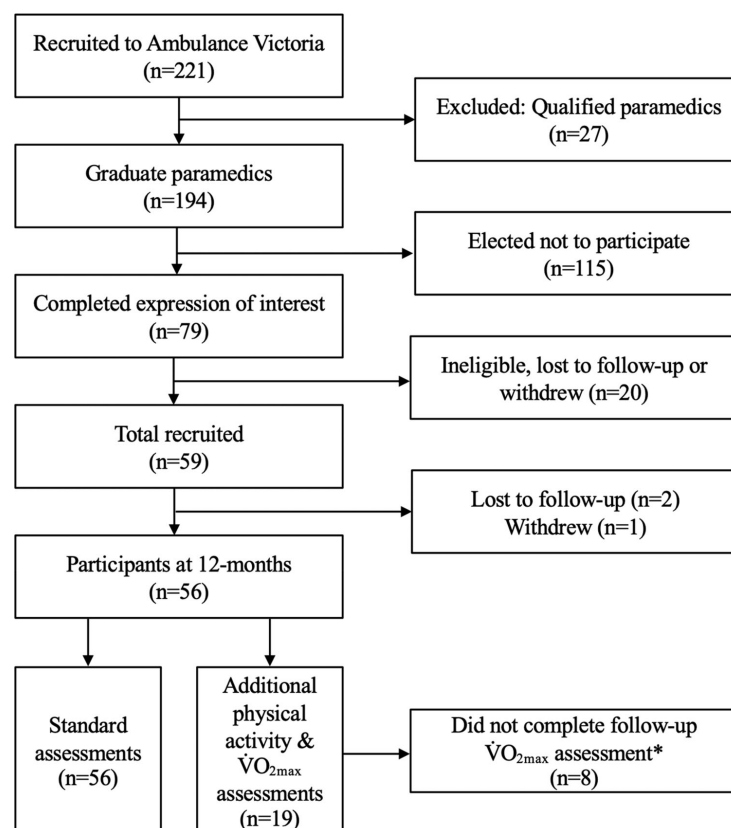 Recruited to Ambulance Victoria
(n=221)
Excluded: Qualified paramedics
(n=27)
Graduate paramedics
(n=194)
Elected not to participate
(n=115)
Completed expression of interest
(n=79)
Ineligible, lost to follow-up or
withdrew (n=20)
Total recruited
(n=59)
Lost to follow-up (n=2)
Withdrew (n=1)
Participants at 12-months
(n=56)
Standard
assessments
(n=56)
Additional
physical
activity &
V̇O₂max
assessments
(n=19)
Did not complete follow-up
V̇O₂max assessment*
(n=8)